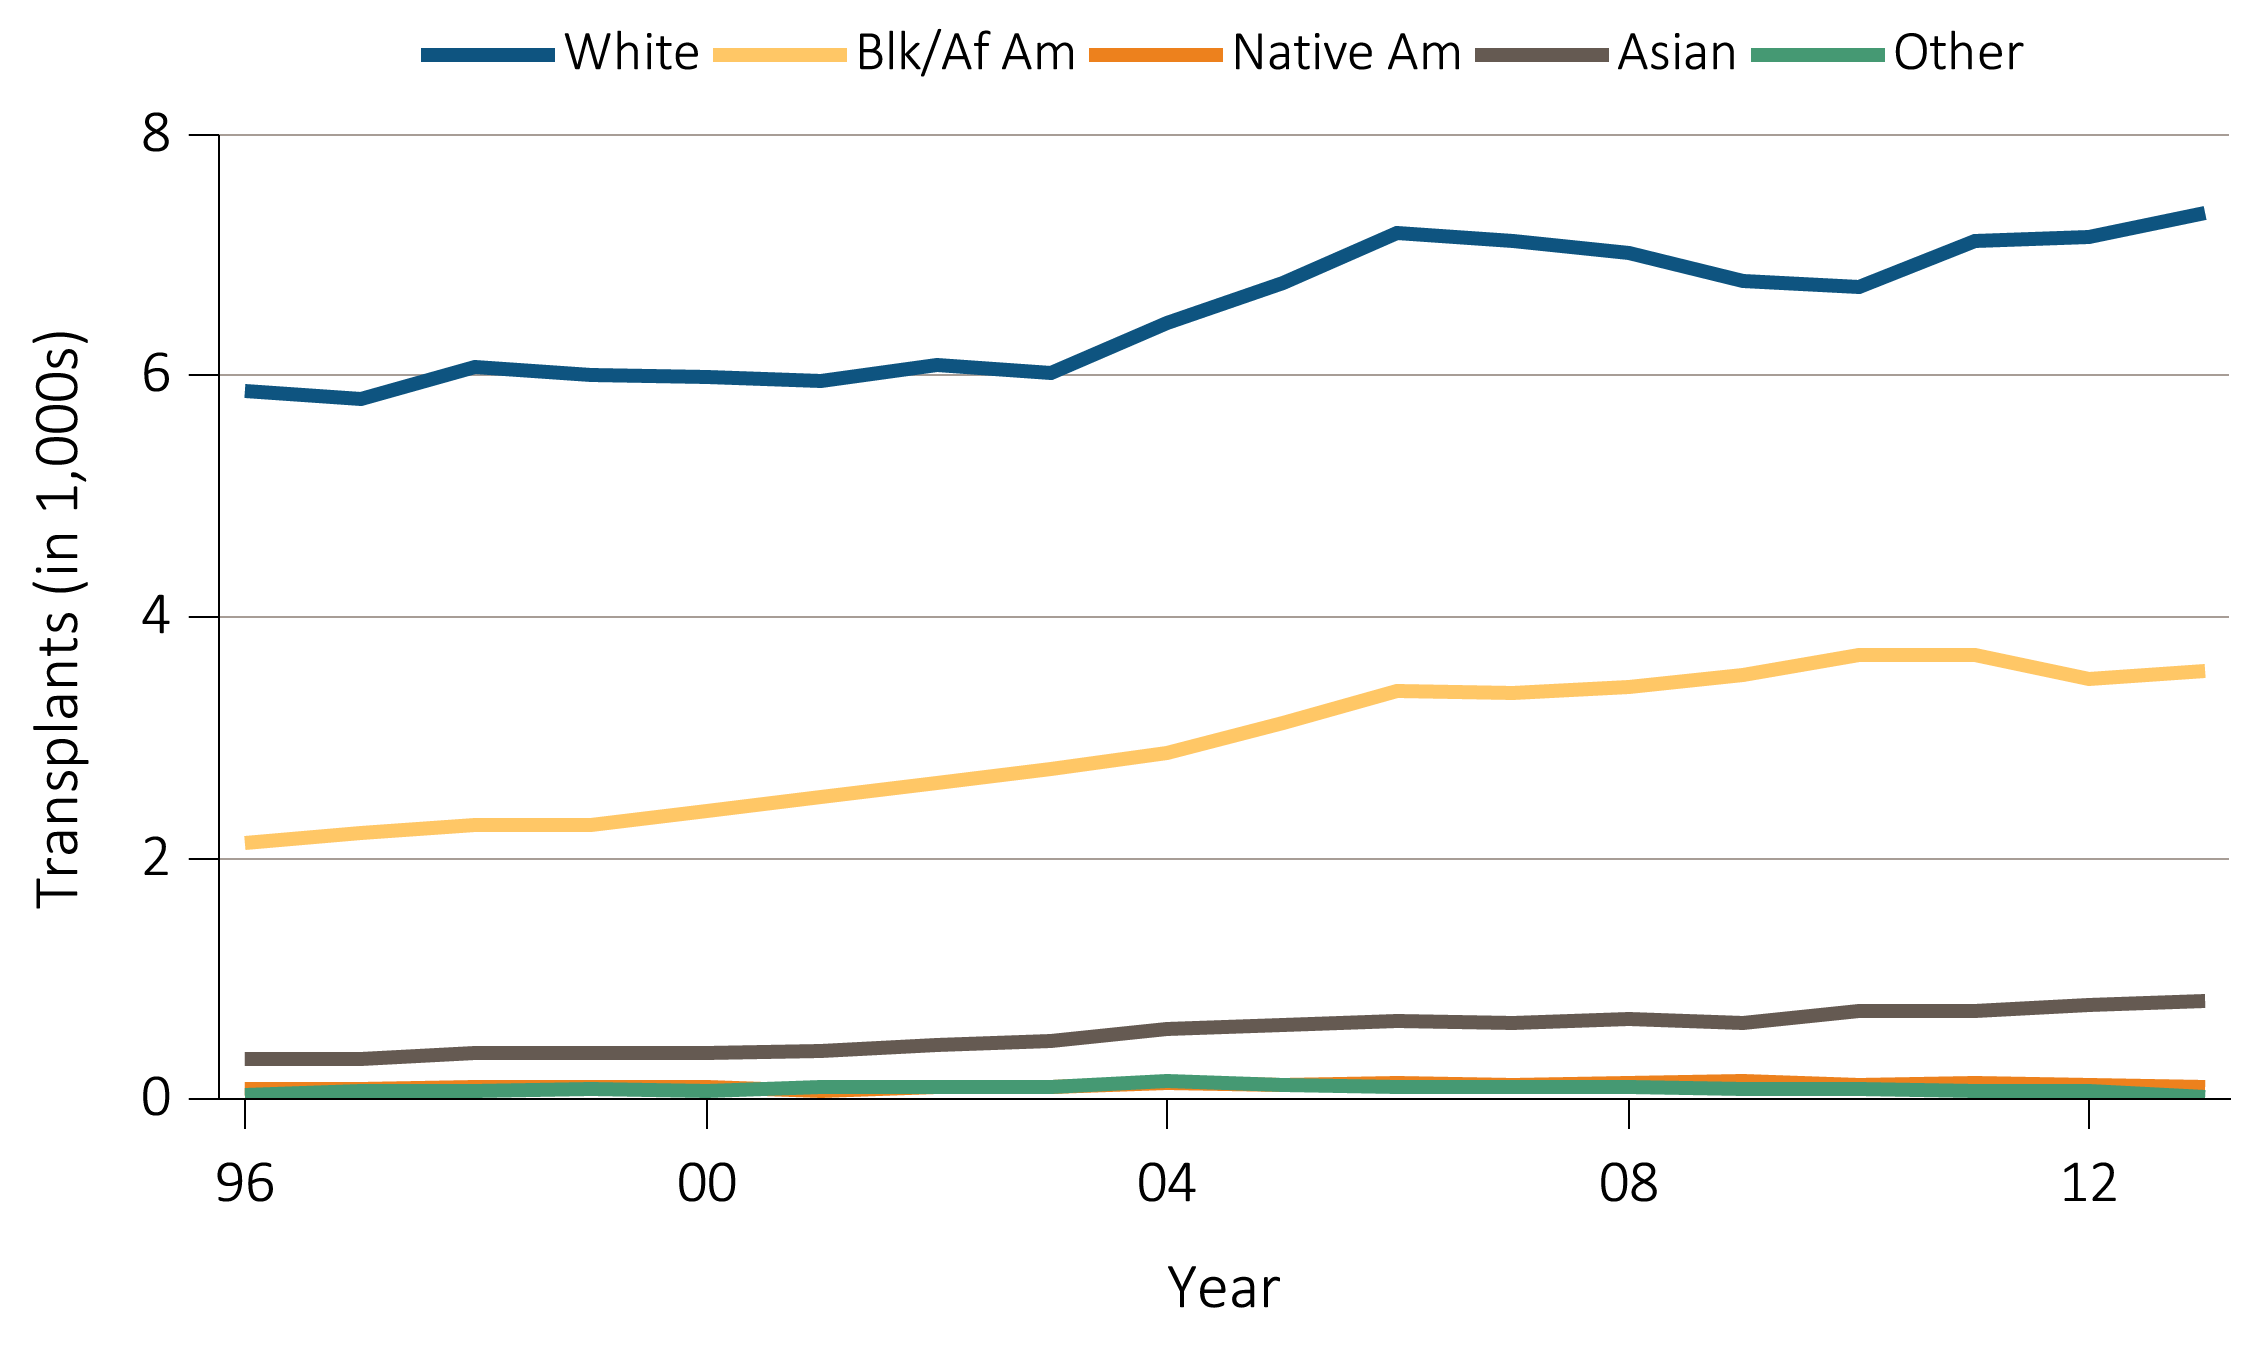 White Blk/Af Am Native Am Asian Other
8
6
4
2
0
Transplants (in 1,000s)
96 00 04 08 12
Year